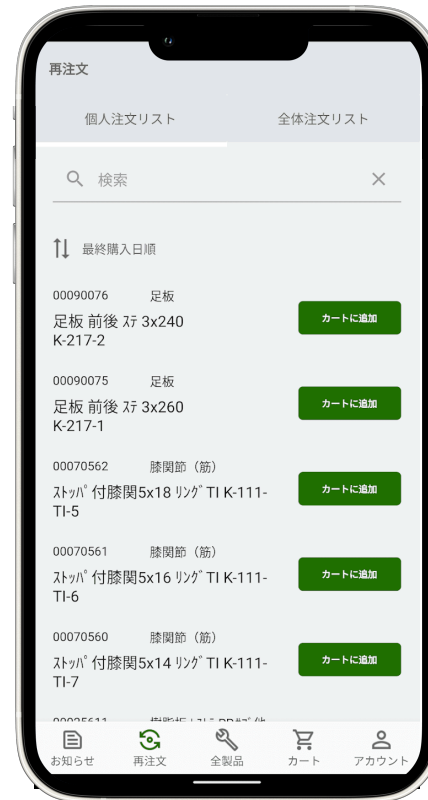 再注文
個人注文リスト 全体注文リスト
検索
最終購入日順
00090076 足板
足板 前後 ｽﾃ 3x240
K-217-2
カートに追加
00090075 足板
足板 前後 ｽﾃ 3x260
K-217-1
カートに追加
00070562 膝関節（筋）
ｽﾄｯﾊﾟ付膝関5x18 ﾘﾝｸﾞTI K-111-
TI-5
カートに追加
00070561 膝関節（筋）
ｽﾄｯﾊﾟ付膝関5x16 ﾘﾝｸﾞTI K-111-
TI-6
カートに追加
00070560 膝関節（筋）
ｽﾄｯﾊﾟ付膝関5x14 ﾘﾝｸﾞTI K-111-
TI-7
カートに追加
お知らせ 再注文 全製品 カート アカウント